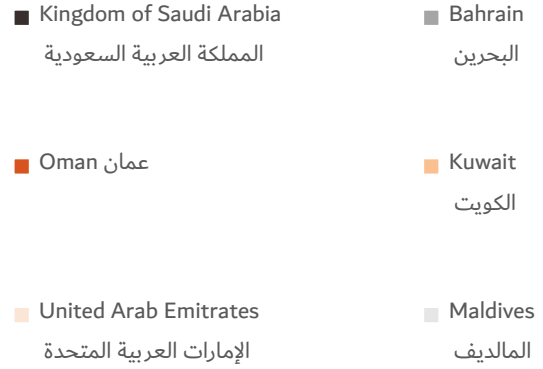 Kingdom of Saudi Arabia
المملكة العربية السعودية
Bahrain
البحرين
Oman عمان
Kuwait
الكويت
United Arab Emitrates
الإمارات العربية المتحدة
Maldives
المالديف